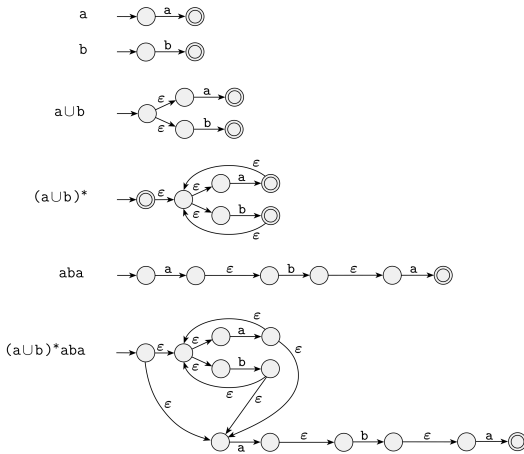 a a
b b
a∪b ε a
ε b
(a∪b)* ε ε ε a
ε b
ε
aba a ε b ε a
(a∪b)*aba ε ε ε a ε
ε b
ε ε
ε
a ε b ε a